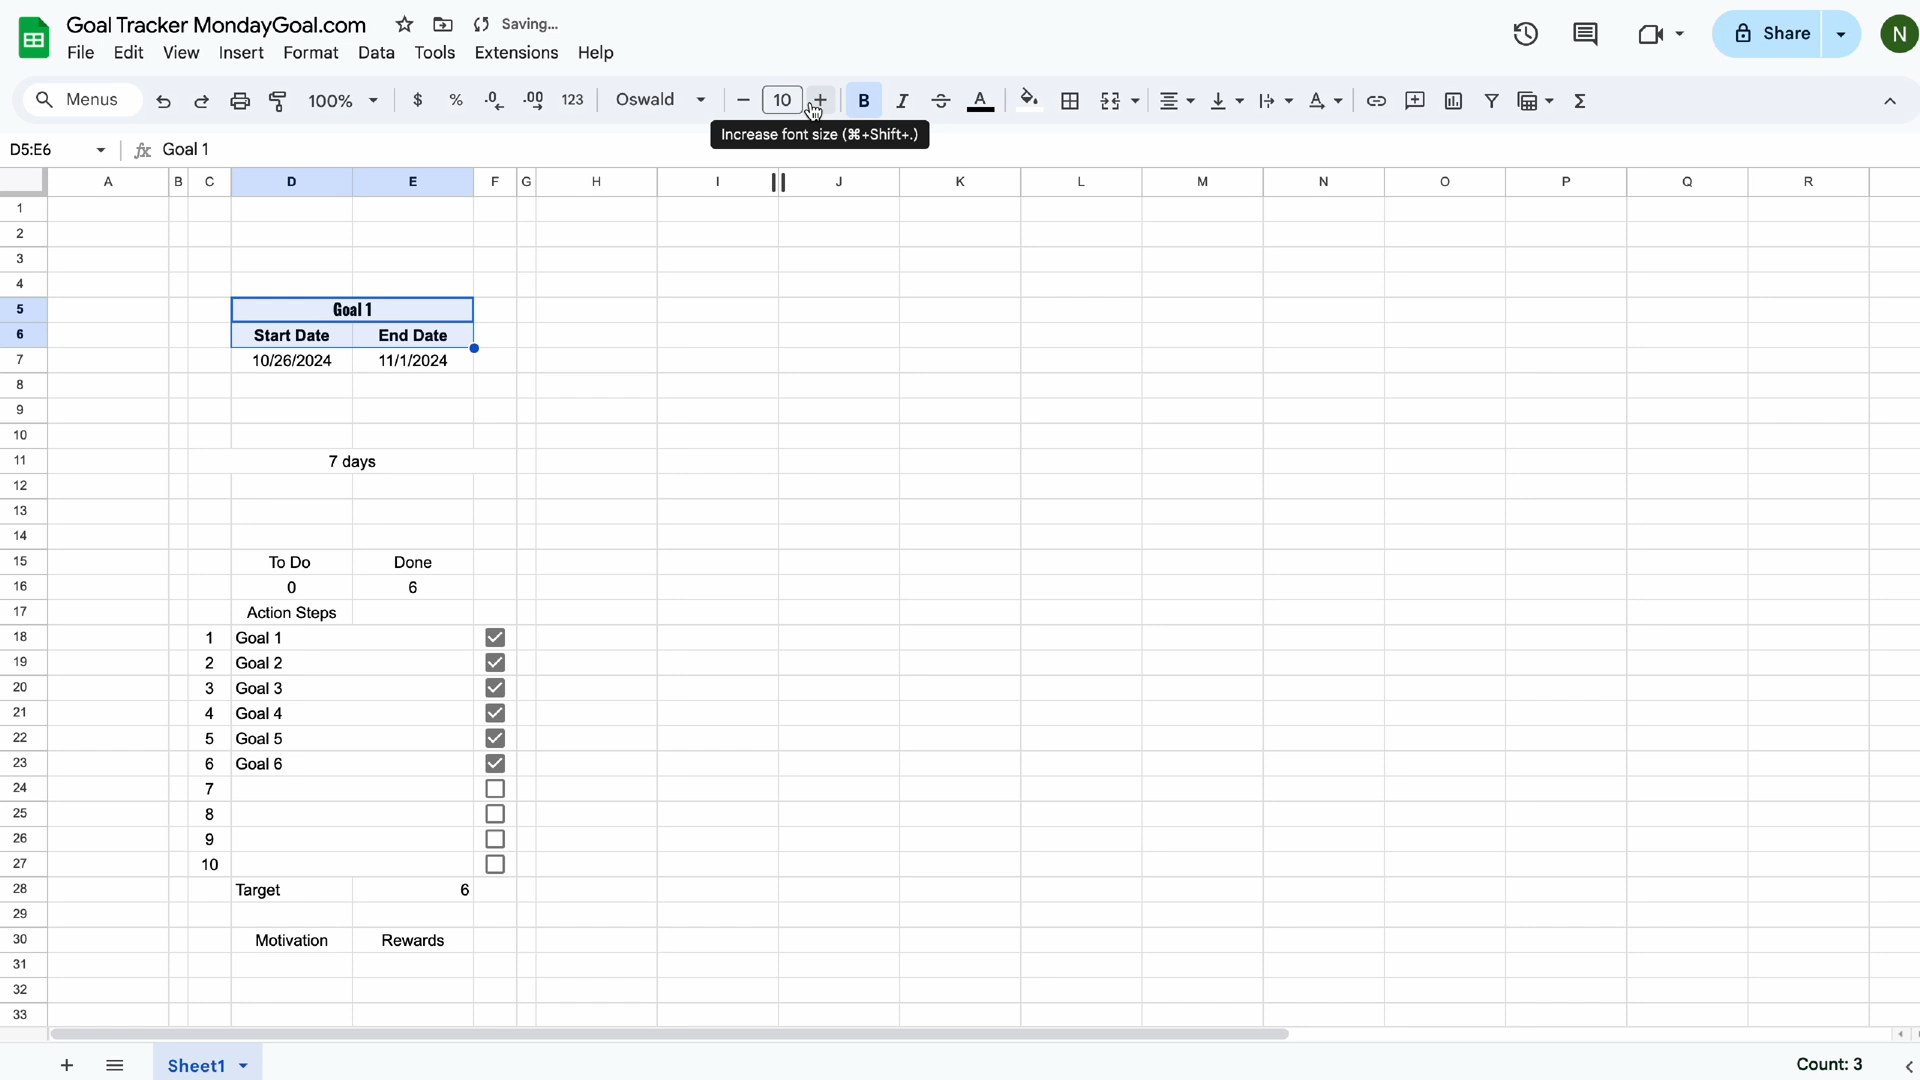 Goal Tracker MondayGoal.com Saving...
File Edit View Insert Format Data Tools Extensions Help
Share
N
Menus 100% $ % .0 .00 123 Oswald − 10 + B I S A Σ
Increase font size (⌘+Shift+.)
D5:E6 fx Goal 1
A B C D E F G H I J K L M N O P Q R
1
2
3
4
5 Goal 1
6 Start Date End Date
7 10/26/2024 11/1/2024
8
9
10
11 7 days
12
13
14
15 To Do Done
16 0 6
17 Action Steps
18 1 Goal 1
19 2 Goal 2
20 3 Goal 3
21 4 Goal 4
22 5 Goal 5
23 6 Goal 6
24 7
25 8
26 9
27 10
28 Target 6
29
30 Motivation Rewards
31
32
33
Sheet1 Count: 3